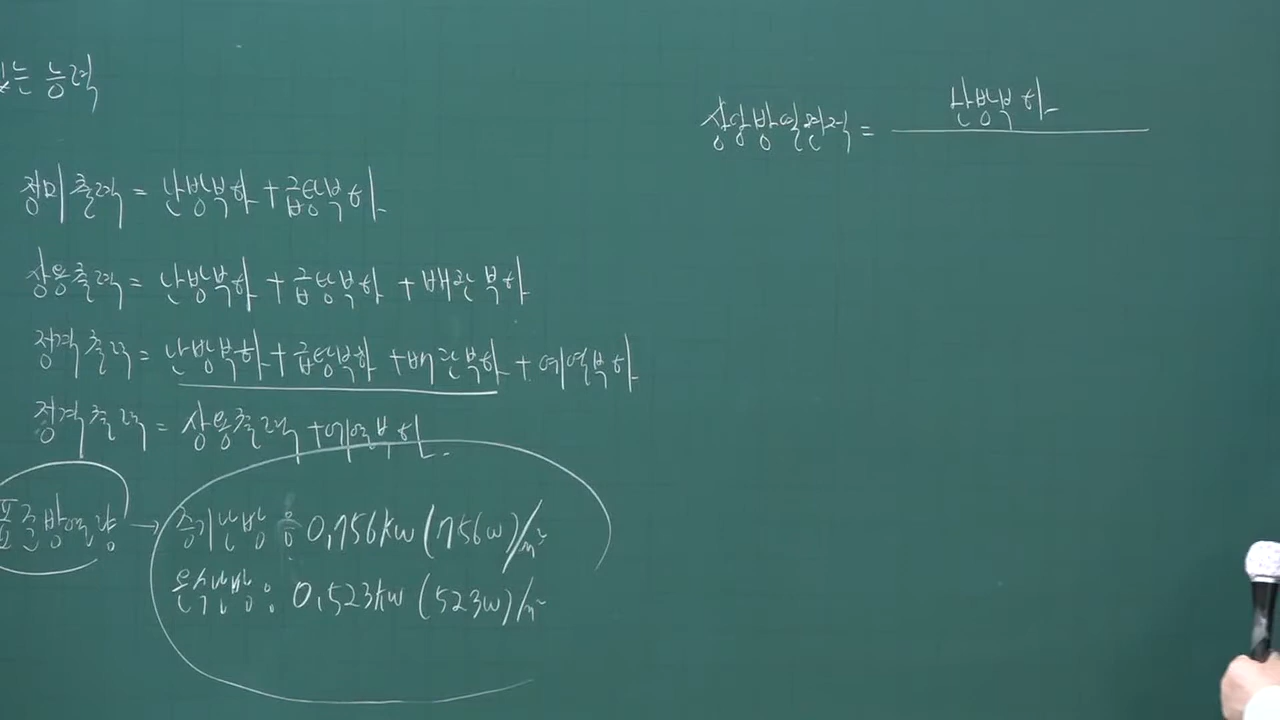 있는 능력
정미출력 = 난방부하 + 급탕부하
상용출력 = 난방부하 + 급탕부하 + 배관부하
정격출력 = 난방부하 + 급탕부하 + 배관부하 + 예열부하
정격출력 = 상용출력 + 예열부하.
표준방열량 → 증기난방 : 0.756kw (756w)/m²
온수난방 : 0.523kw (523w)/m²
상당방열면적 = 난방부하